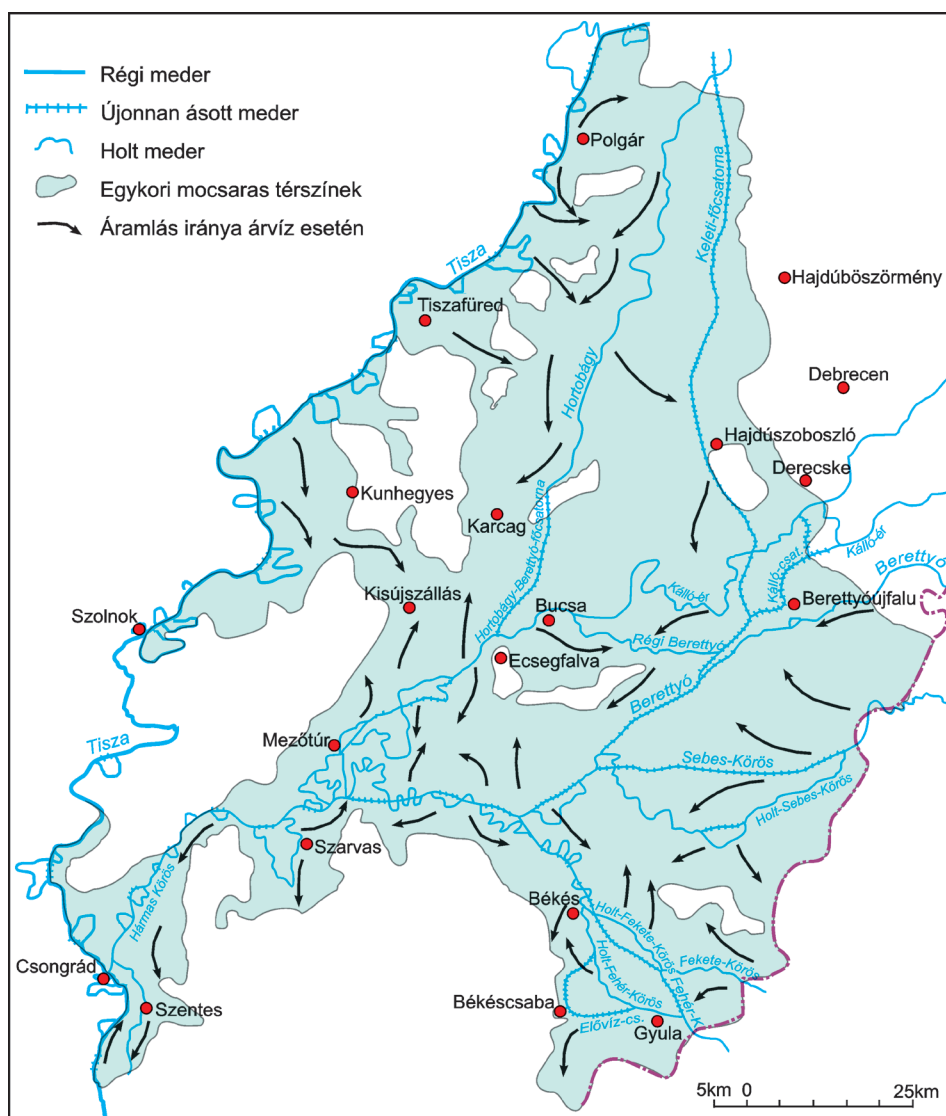 Régi meder
Újonnan ásott meder
Holt meder
Egykori mocsaras térszínek
Áramlás iránya árvíz esetén
Polgár
Keleti-főcsatorna
Tisza
Hajdúböszörmény
Tiszafüred
Hortobágy
Debrecen
Hajdúszoboszló
Derecske
Kunhegyes
Karcag
Hortobágy-Berettyó-főcsatorna
Kálló-csat.
Kálló-ér
Berettyó
Kisújszállás
Kálló-ér
Bucsa
Berettyóújfalu
Szolnok
Régi Berettyó
Ecsegfalva
Berettyó
Tisza
Mezőtúr
Sebes-Körös
Holt-Sebes-Körös
Szarvas
Hármas Körös
Békés
Holt-Fekete-Körös
Fekete-Körös
Csongrád
Holt-Fehér-Körös
Fehér-K.
Szentes
Békéscsaba
Elővíz-cs.
Gyula
5km 0 25km